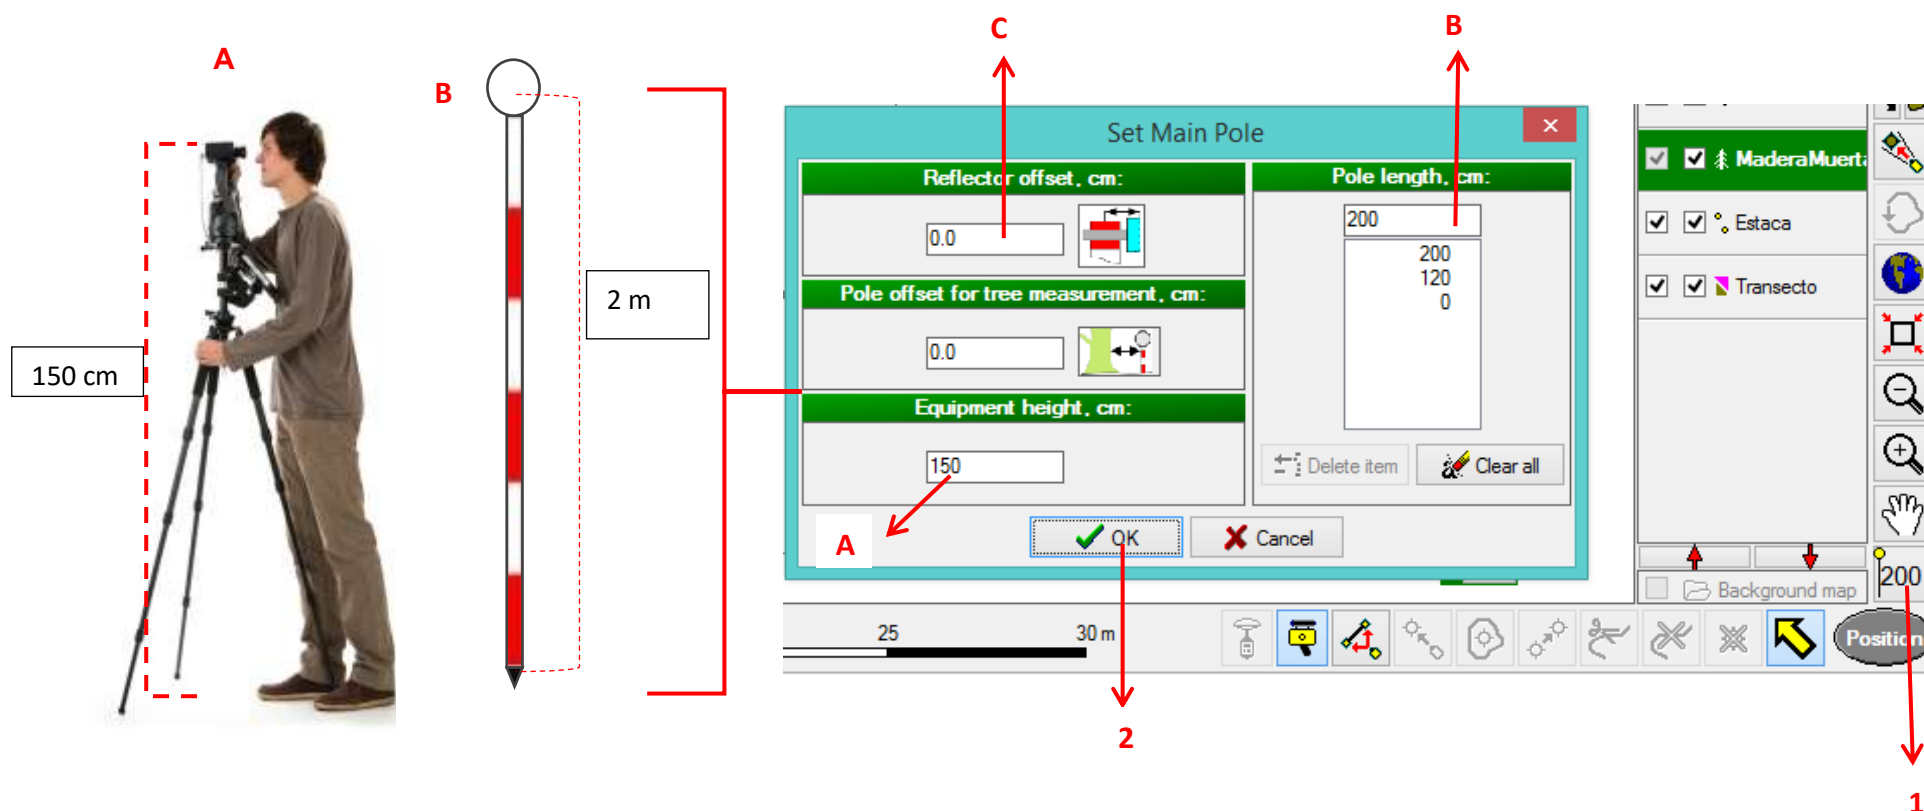 C
B
A
B
Set Main Pole
Reflector offset, cm:
Pole length, cm:
MaderaMuert
200
0.0
Estaca
200
120
0
Pole offset for tree measurement, cm:
Transecto
2 m
0.0
150 cm
Equipment height, cm:
150
Delete item
Clear all
A
OK
Cancel
200
Background map
25
30 m
Position
2
1